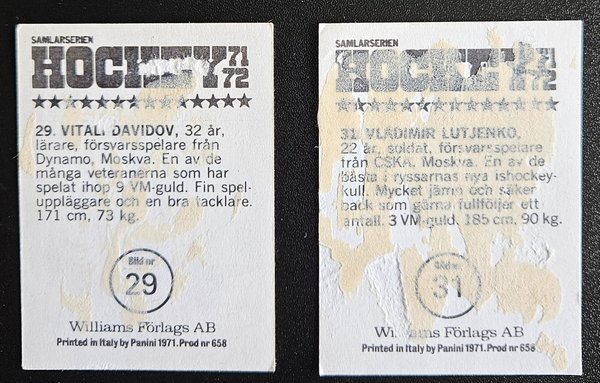 SAMLARSERIEN
HOCKEY 71 72
29. VITALI DAVIDOV, 32 år,
lärare, försvarsspelare från
Dynamo, Moskva. En av de
många veteranerna som har
spelat ihop 9 VM-guld. Fin spel-
uppläggare och en bra tacklare.
171 cm, 73 kg.
Bild nr
29
Williams Förlags AB
Printed in Italy by Panini 1971. Prod nr 658
SAMLARSERIEN
HOCKEY 71 72
31. VLADIMIR LUTJENKO,
22 år, soldat, försvarsspelare
från CSKA, Moskva. En av de
bästa i ryssarnas nya ishockey-
kull. Mycket jämn och säker
back som gärna fullföljer ett
antall. 3 VM-guld. 185 cm, 90 kg.
Bild nr
31
Williams Förlags AB
Printed in Italy by Panini 1971. Prod nr 658